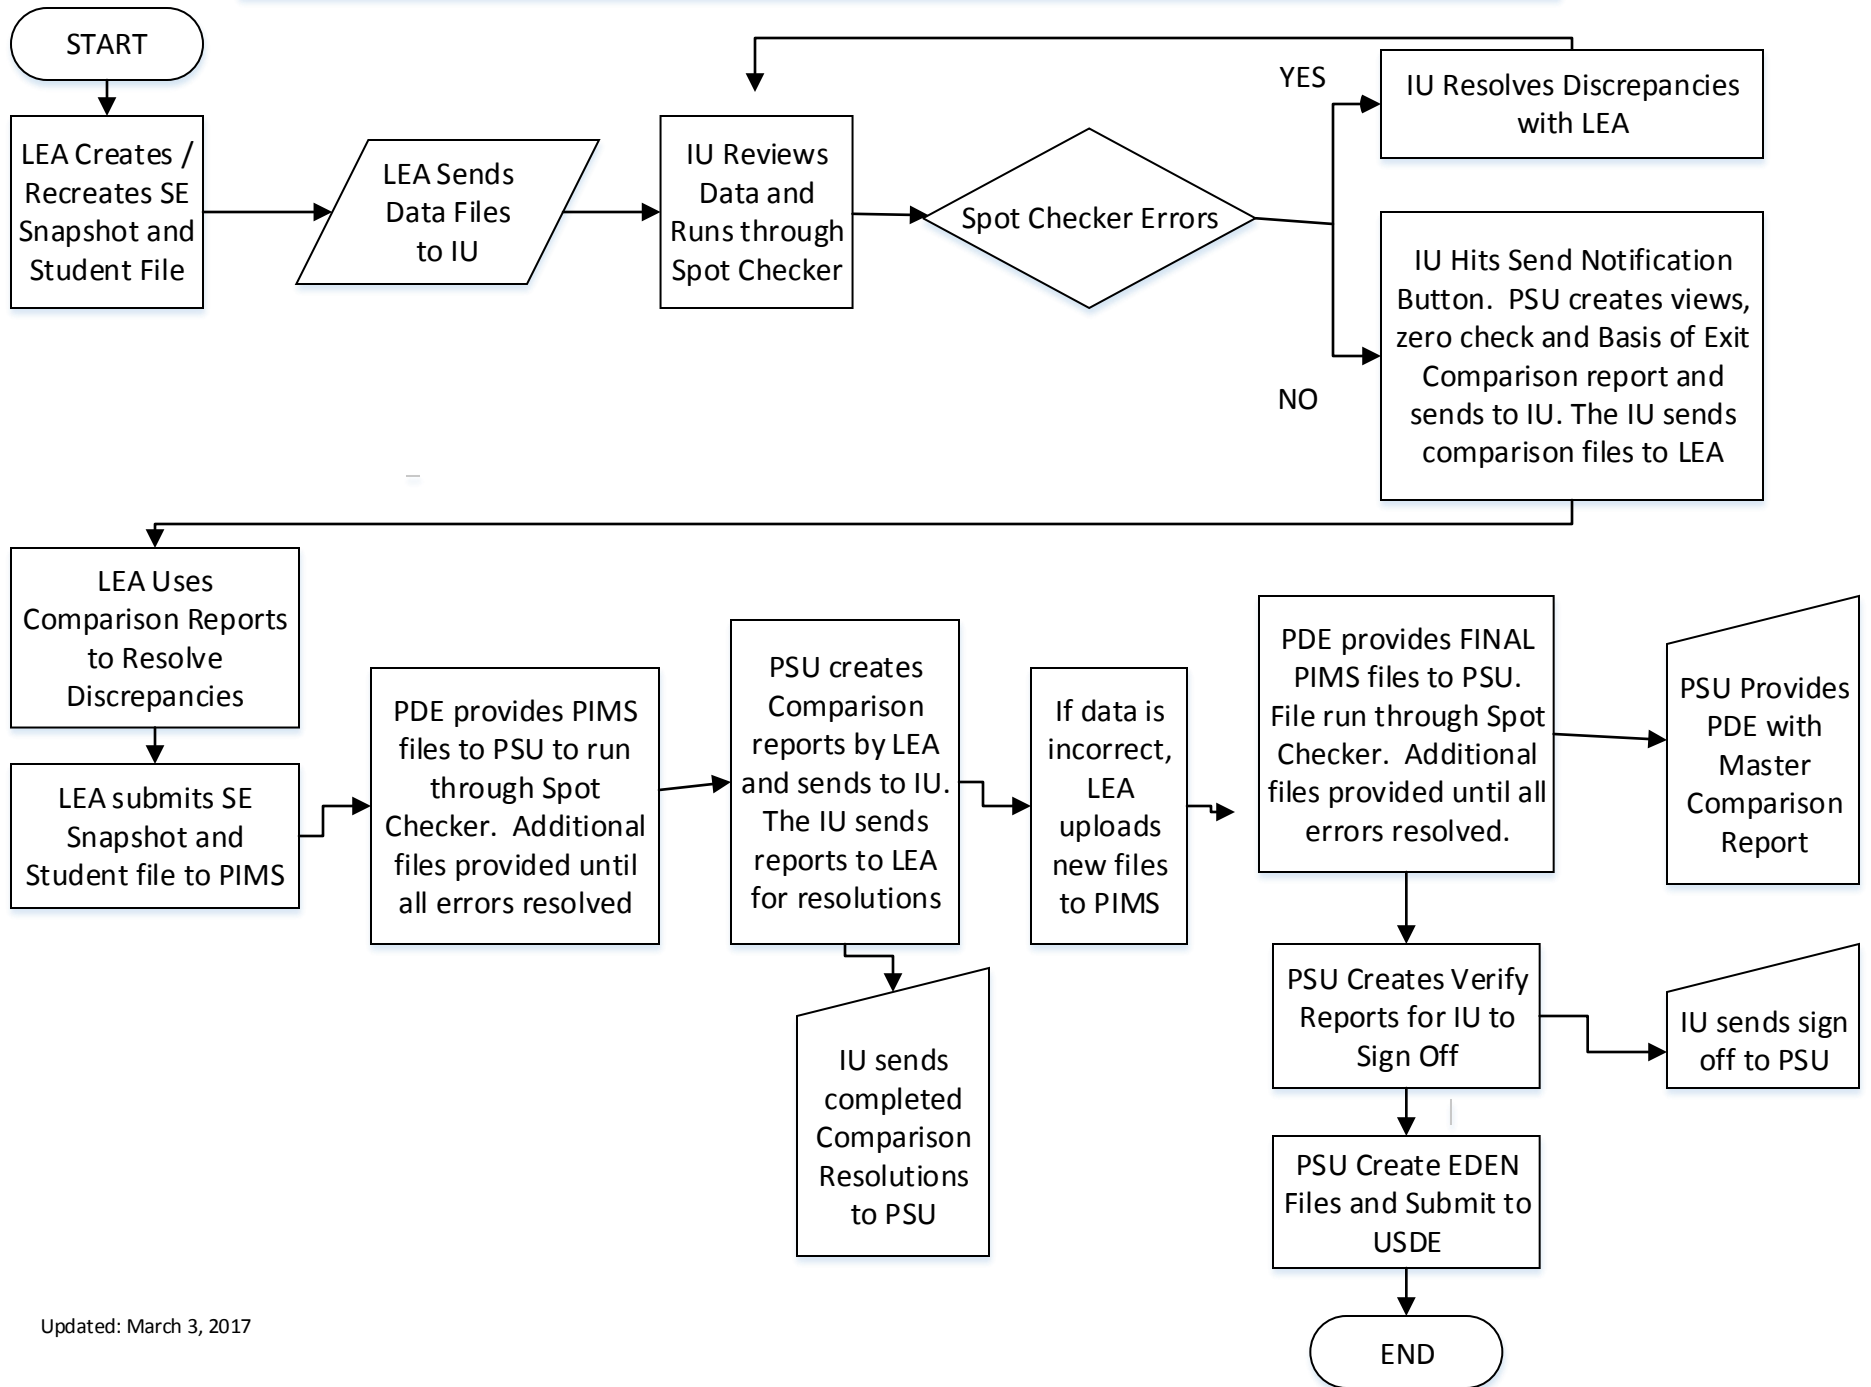 START
LEA Creates /
Recreates SE
Snapshot and
Student File
LEA Sends
Data Files
to IU
IU Reviews
Data and
Runs through
Spot Checker
Spot Checker Errors
YES
IU Resolves Discrepancies
with LEA
NO
IU Hits Send Notification
Button.  PSU creates views,
zero check and Basis of Exit
Comparison report and
sends to IU. The IU sends
comparison files to LEA
LEA Uses
Comparison Reports
to Resolve
Discrepancies
LEA submits SE
Snapshot and
Student file to PIMS
PDE provides PIMS
files to PSU to run
through Spot
Checker.  Additional
files provided until
all errors resolved
PSU creates
Comparison
reports by LEA
and sends to IU.
The IU sends
reports to LEA
for resolutions
IU sends
completed
Comparison
Resolutions
to PSU
If data is
incorrect,
LEA
uploads
new files
to PIMS
PDE provides FINAL
PIMS files to PSU.
File run through Spot
Checker.  Additional
files provided until all
errors resolved.
PSU Provides
PDE with
Master
Comparison
Report
PSU Creates Verify
Reports for IU to
Sign Off
IU sends sign
off to PSU
PSU Create EDEN
Files and Submit to
USDE
END
Updated: March 3, 2017